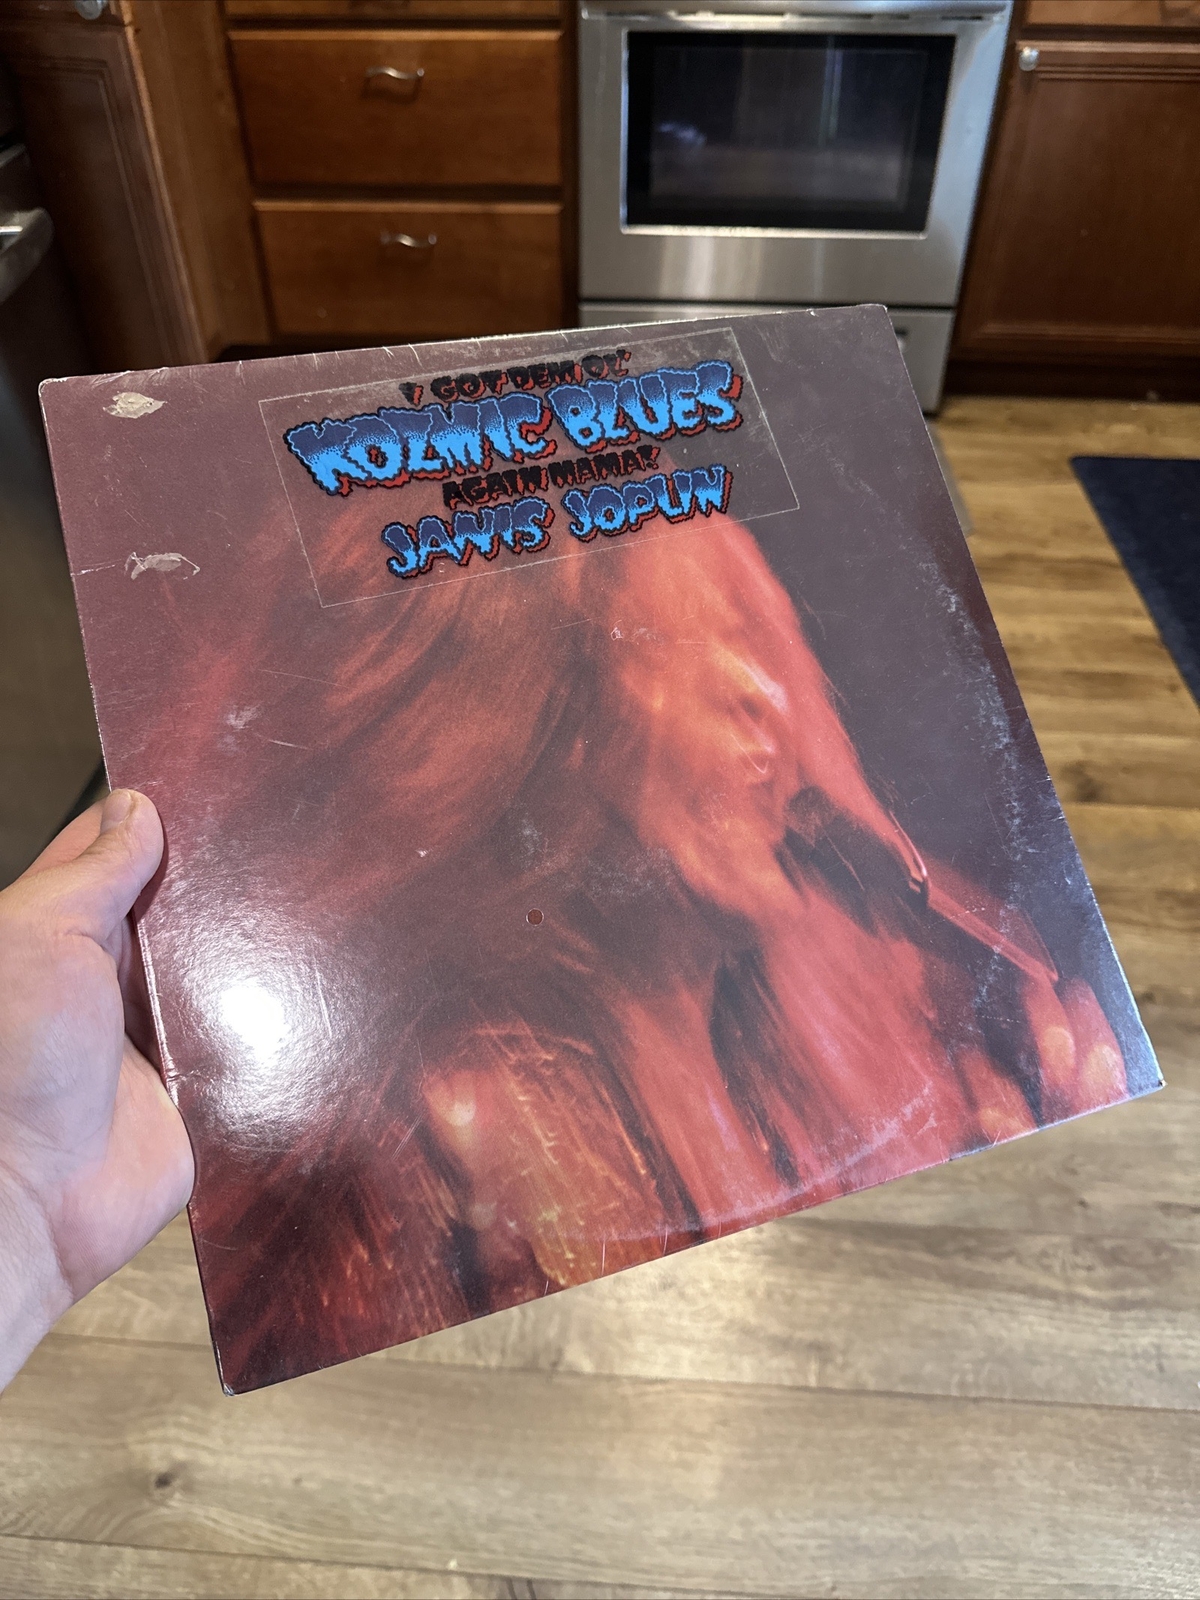 I GOT DEM OL'
KOZMIC BLUES
AGAIN MAMA!
JANIS JOPLIN